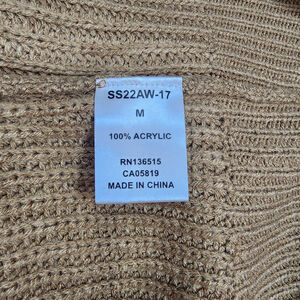 SS22AW-17
M
100% ACRYLIC
RN136515
CA05819
MADE IN CHINA